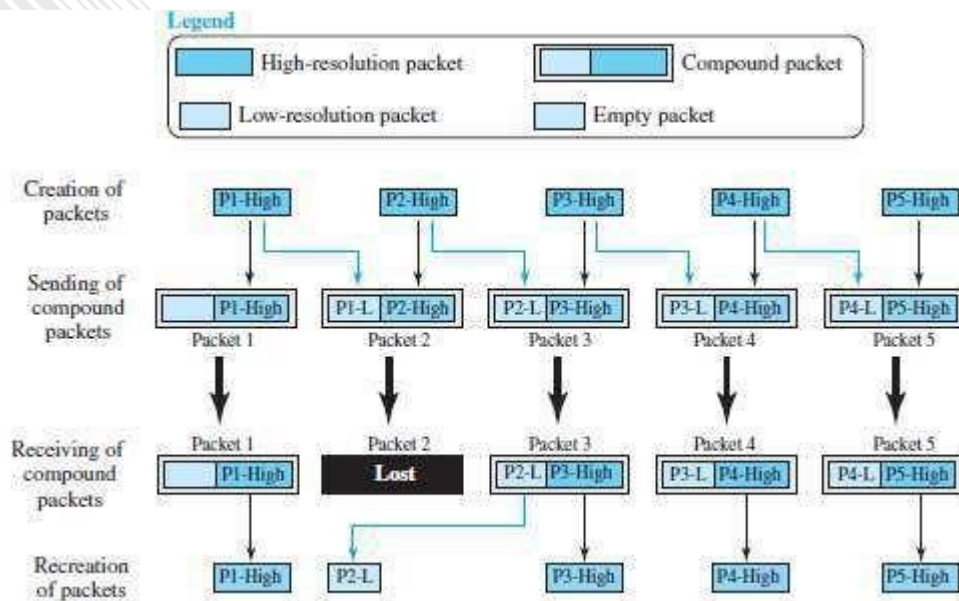 Legend
High-resolution packet
Compound packet
Low-resolution packet
Empty packet
Creation of
packets
P1-High
P2-High
P3-High
P4-High
P5-High
Sending of
compound
packets
P1-High
P1-L
P2-High
P2-L
P3-High
P3-L
P4-High
P4-L
P5-High
Packet 1
Packet 2
Packet 3
Packet 4
Packet 5
Receiving of
compound
packets
Packet 1
Packet 2
Packet 3
Packet 4
Packet 5
P1-High
Lost
P2-L
P3-High
P3-L
P4-High
P4-L
P5-High
Recreation
of packets
P1-High
P2-L
P3-High
P4-High
P5-High